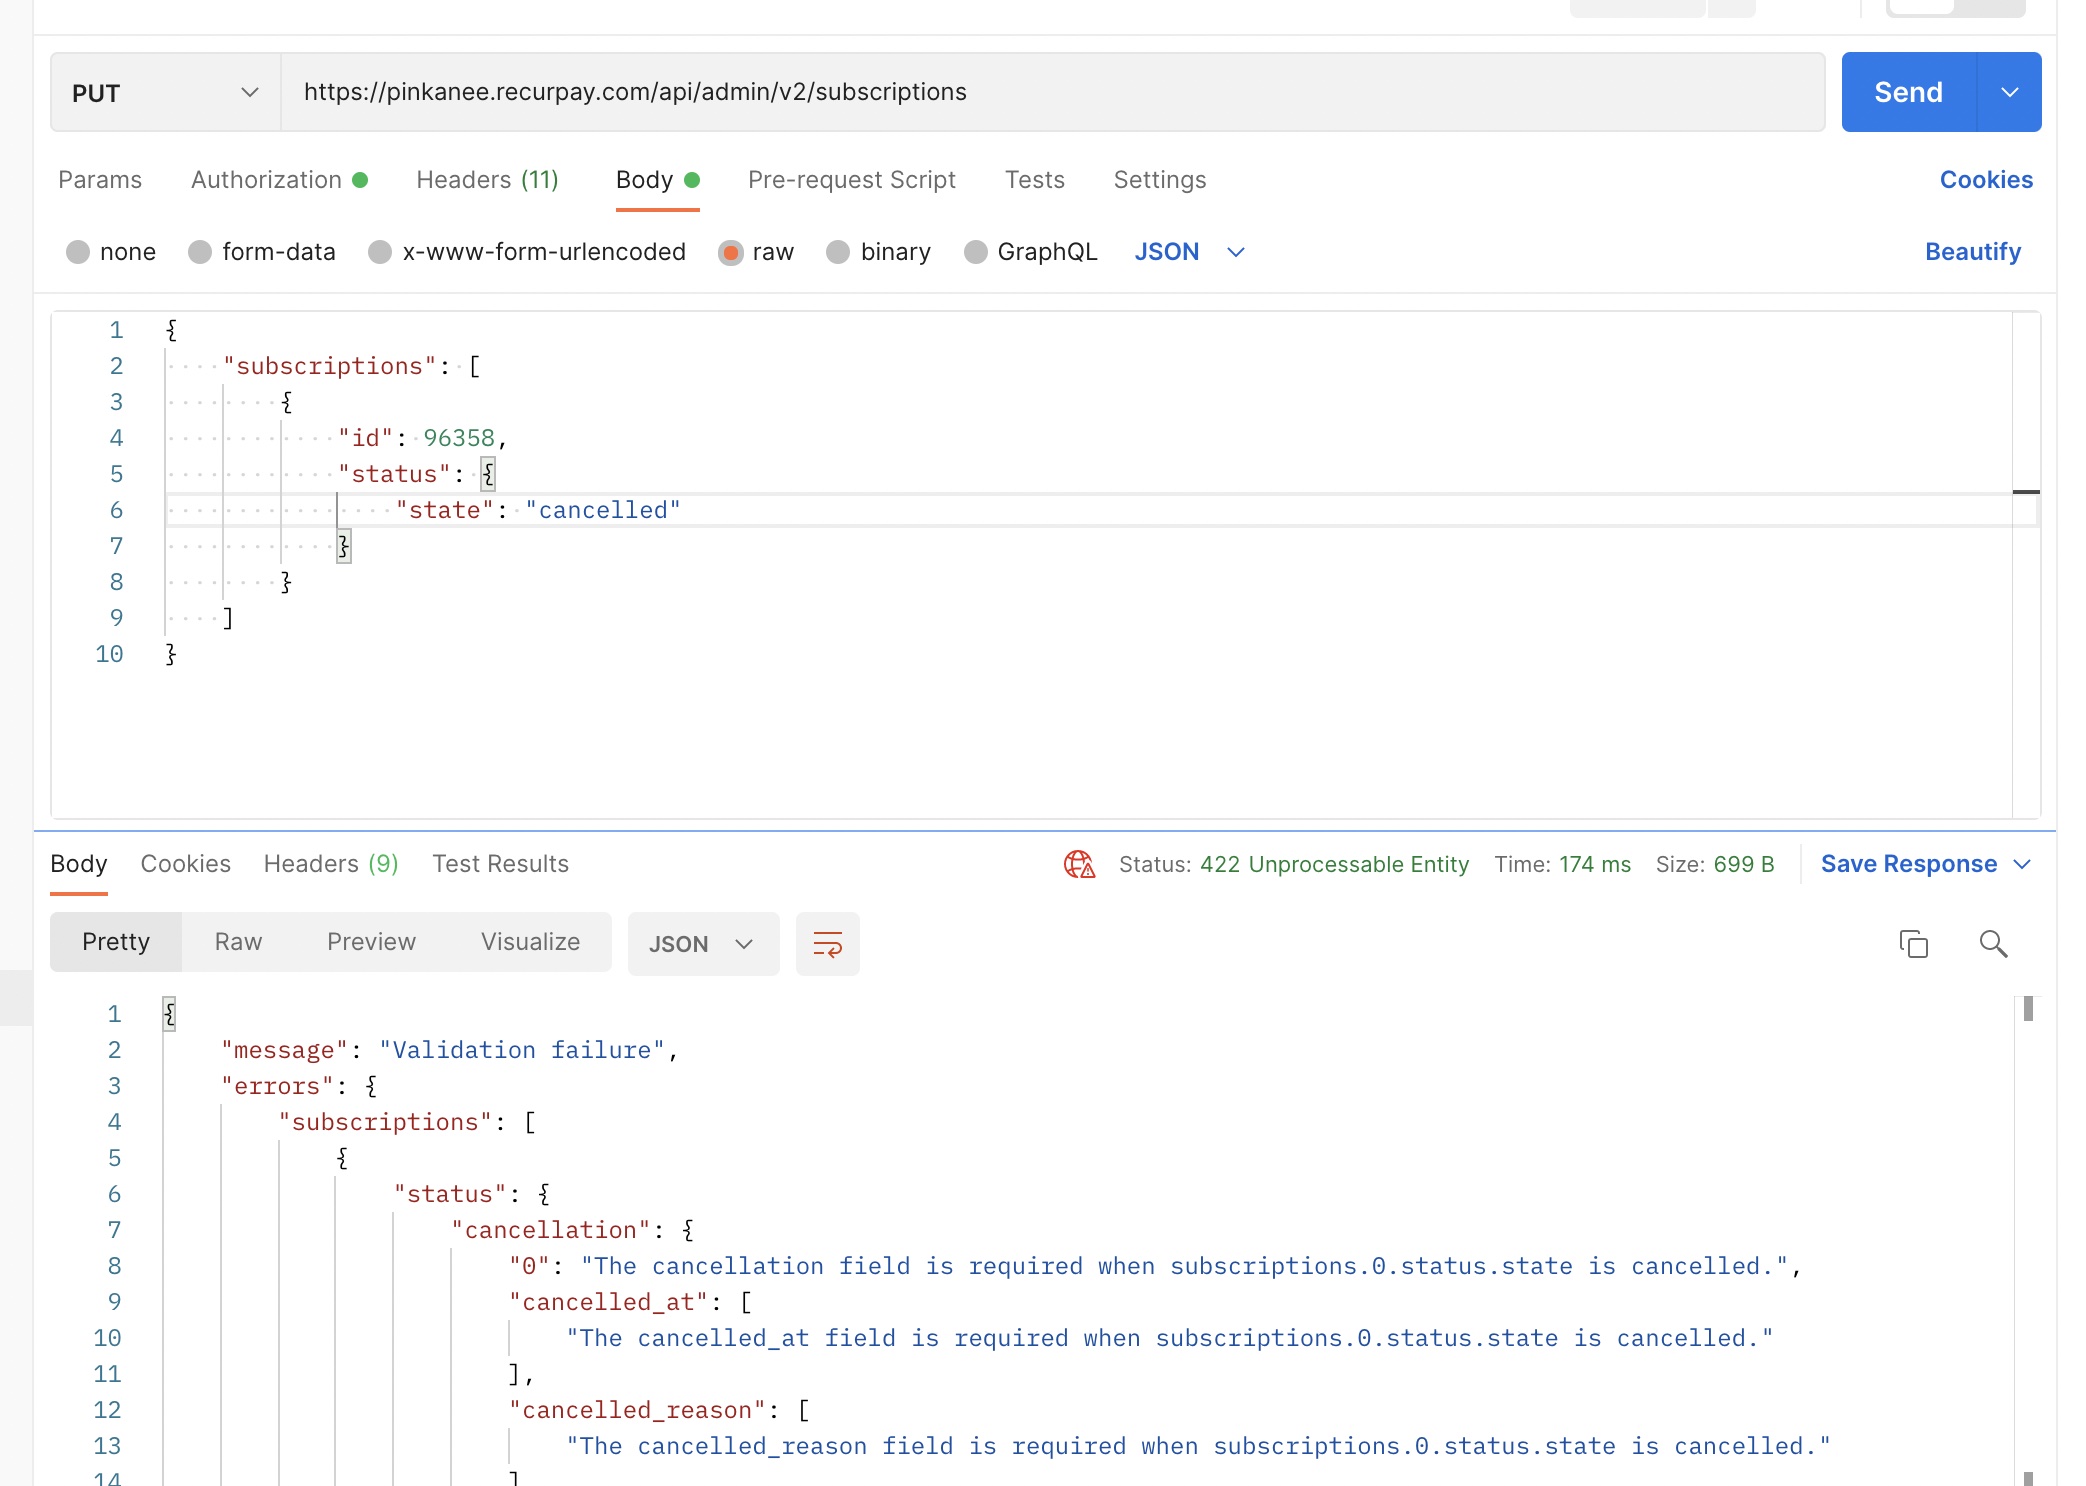 PUT https://pinkanee.recurpay.com/api/admin/v2/subscriptions Send
Params Authorization Headers (11) Body Pre-request Script Tests Settings Cookies
none form-data x-www-form-urlencoded raw binary GraphQL JSON Beautify
1 {
2 "subscriptions": [
3 {
4 "id": 96358,
5 "status": {
6 "state": "cancelled"
7 }
8 }
9 ]
10 }
Body Cookies Headers (9) Test Results Status: 422 Unprocessable Entity Time: 174 ms Size: 699 B Save Response
Pretty Raw Preview Visualize JSON
1 {
2 "message": "Validation failure",
3 "errors": {
4 "subscriptions": [
5 {
6 "status": {
7 "cancellation": {
8 "0": "The cancellation field is required when subscriptions.0.status.state is cancelled.",
9 "cancelled_at": [
10 "The cancelled_at field is required when subscriptions.0.status.state is cancelled."
11 ],
12 "cancelled_reason": [
13 "The cancelled_reason field is required when subscriptions.0.status.state is cancelled."
14 ]